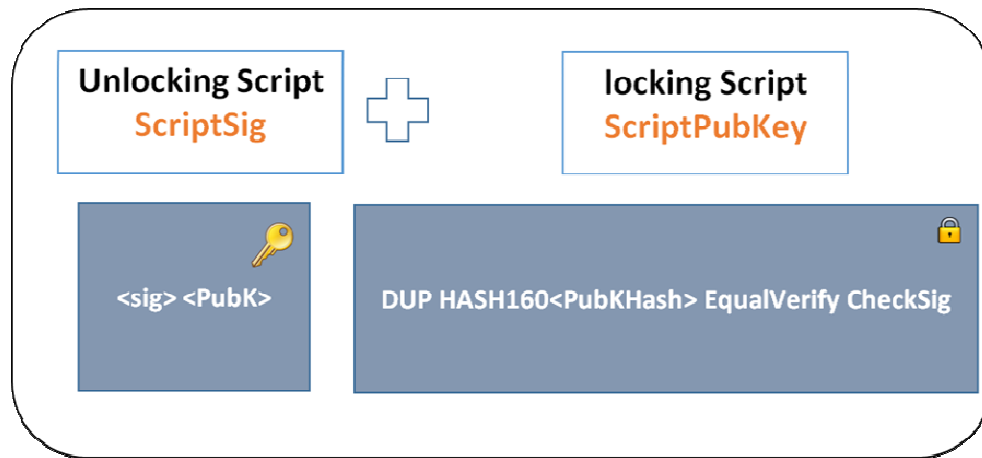 Unlocking Script
ScriptSig
locking Script
ScriptPubKey
<sig> <PubK>
DUP HASH160<PubKHash> EqualVerify CheckSig